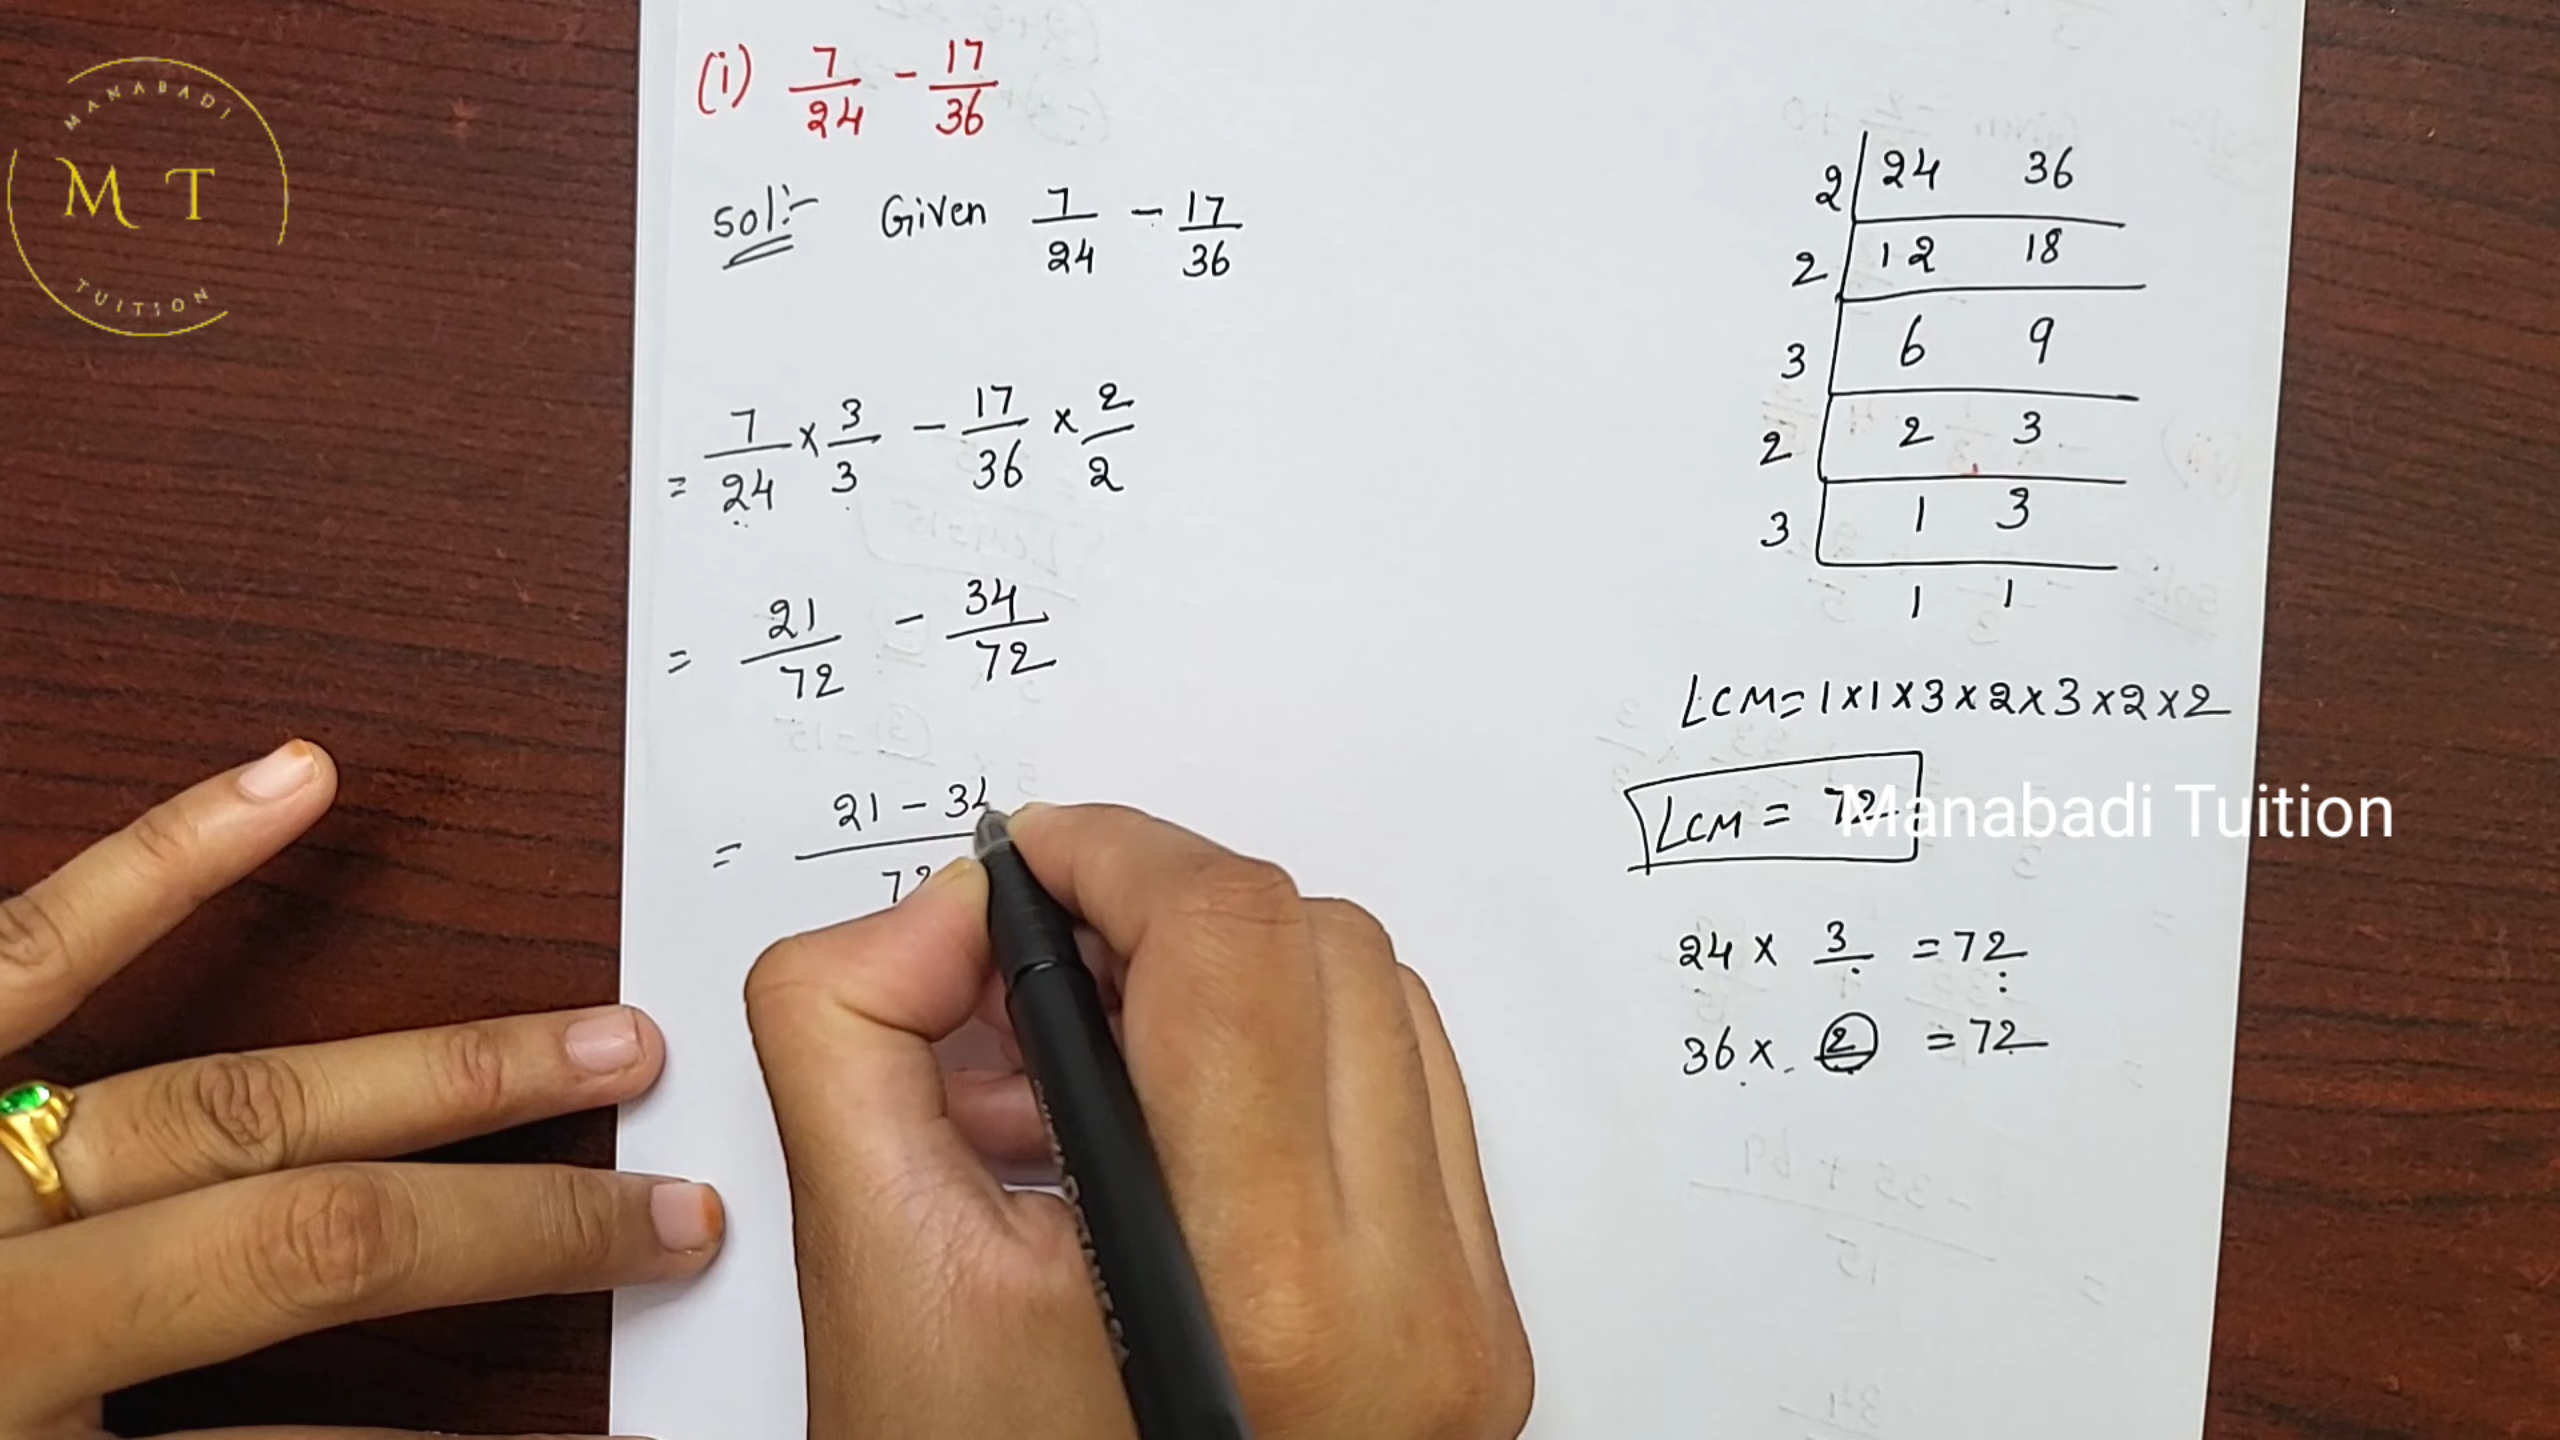 MANABADI
M T
TUITION
(i) 7/24 - 17/36
Sol:- Given 7/24 - 17/36
= 7/24 × 3/3 - 17/36 × 2/2
= 21/72 - 34/72
= 21 - 34/72
2 | 24 36
2 | 12 18
3 | 6 9
2 | 2 3
3 | 1 3
1 1
LCM = 1×1×3×2×3×2×2
LCM = 72
Manabadi Tuition
24 × 3 = 72
36 × 2 = 72